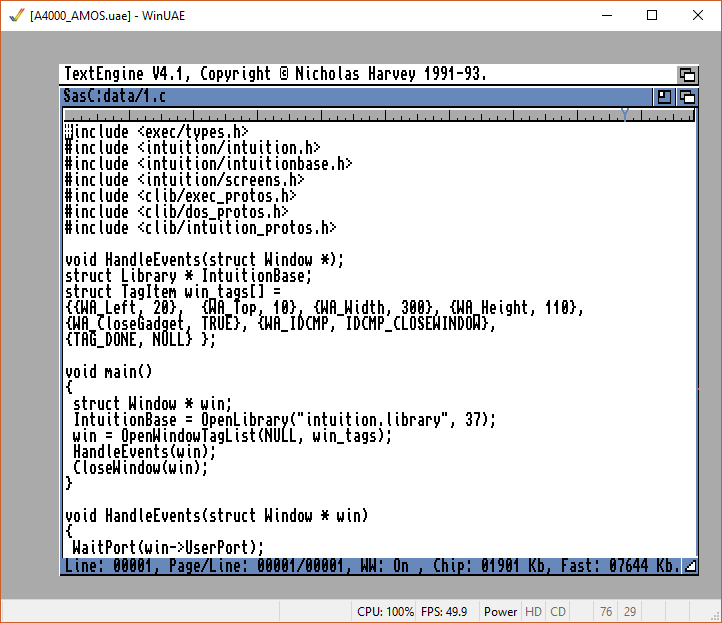 [A4000_AMOS.uae] - WinUAE
TextEngine V4.1, Copyright © Nicholas Harvey 1991-93.
SasC:data/1.c
#include <exec/types.h>
#include <intuition/intuition.h>
#include <intuition/intuitionbase.h>
#include <intuition/screens.h>
#include <clib/exec_protos.h>
#include <clib/dos_protos.h>
#include <clib/intuition_protos.h>
void HandleEvents(struct Window *);
struct Library * IntuitionBase;
struct TagItem win_tags[] =
{{WA_Left, 20},  {WA_Top, 10}, {WA_Width, 300}, {WA_Height, 110},
{WA_CloseGadget, TRUE}, {WA_IDCMP, IDCMP_CLOSEWINDOW},
{TAG_DONE, NULL} };
void main()
{
 struct Window * win;
 IntuitionBase = OpenLibrary("intuition.library", 37);
 win = OpenWindowTagList(NULL, win_tags);
 HandleEvents(win);
 CloseWindow(win);
}
void HandleEvents(struct Window * win)
{
 WaitPort(win->UserPort);
Line: 00001, Page/Line: 00001/00001, WW: On , Chip: 01901 Kb, Fast: 07644 Kb.
CPU: 100% FPS: 49.9 Power HD CD 76 29